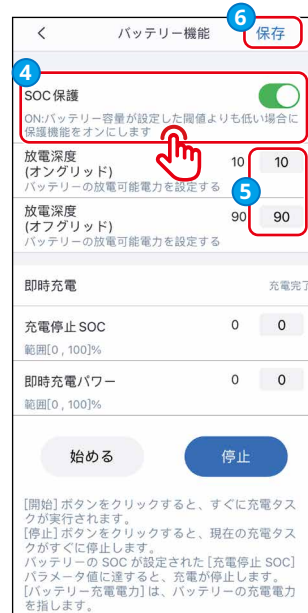 6
< バッテリー機能 保存
4
SOC保護
ON:バッテリー容量が設定した閾値よりも低い場合に
保護機能をオンにします
放電深度 10 10
(オングリッド)
バッテリーの放電可能電力を設定する
5
放電深度 90 90
(オフグリッド)
バッテリーの放電可能電力を設定する
即時充電 充電完了
充電停止SOC 0 0
範囲[0 , 100]%
即時充電パワー 0 0
範囲[0 , 100]%
始める 停止
[開始] ボタンをクリックすると、すぐに充電タス
クが実行されます。
[停止] ボタンをクリックすると、現在の充電タス
クがすぐに停止します。
バッテリーの SOC が設定された [充電停止 SOC]
パラメータ値に達すると、充電が停止します。
[バッテリー充電電力] は、バッテリーの充電電力
を指します。